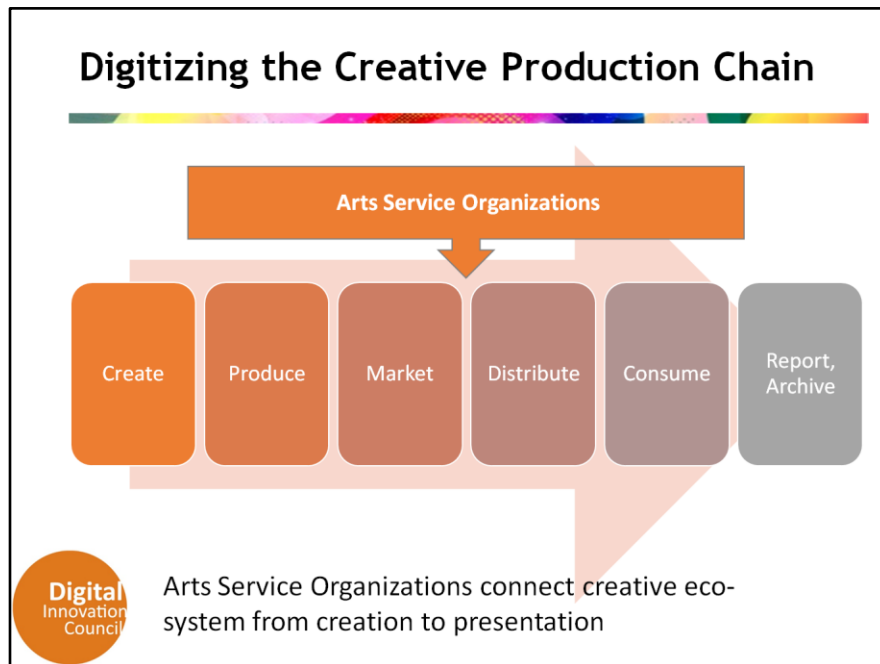 Digitizing the Creative Production Chain
Arts Service Organizations
Create
Produce
Market
Distribute
Consume
Report,
Archive
Digital
Innovation
Council
Arts Service Organizations connect creative eco-
system from creation to presentation